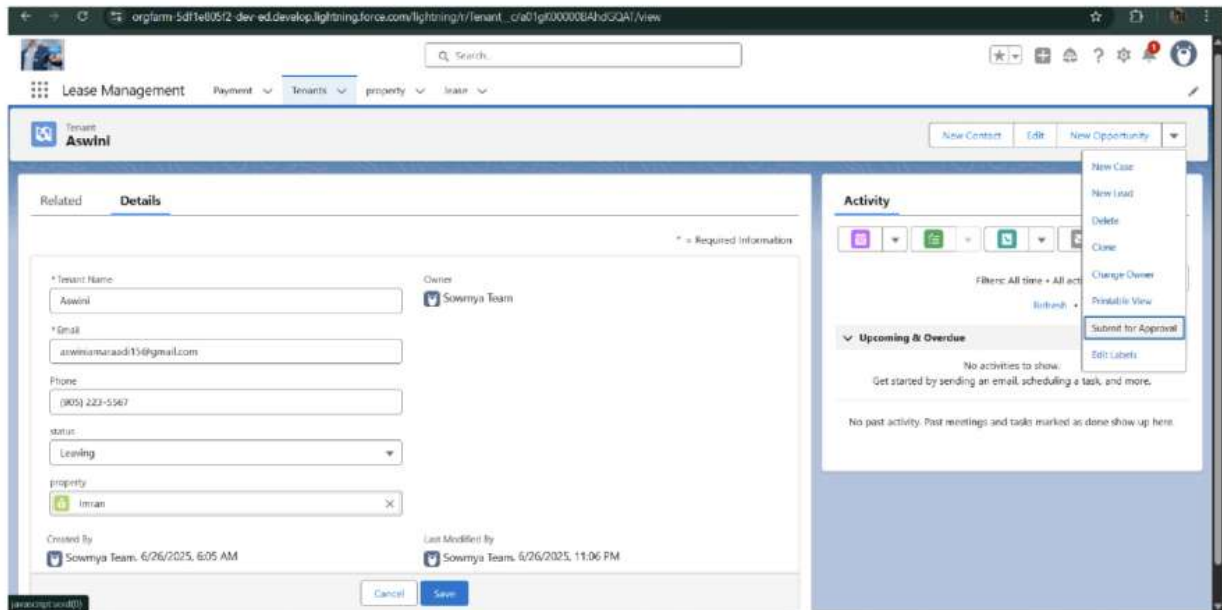 orgfarm-5df1e805f2-dev-ed.develop.lightning.force.com/lightning/r/Tenant__c/a01gK00000BAhdGQAT/view
Search...
Lease Management Payment Tenants property lease
Tenant
Aswini
New Contact Edit New Opportunity
New Case
New Lead
Delete
Clone
Change Owner
Printable View
Submit for Approval
Edit Labels
Related Details
* = Required Information
*Tenant Name
Aswini
Owner
Sowmya Team
*Email
Phone
(905) 223-5567
status
Leaving
property
Imran
Created By
Sowmya Team, 6/26/2025, 6:05 AM
Last Modified By
Sowmya Team, 6/26/2025, 11:06 PM
Cancel Save
Activity
Filters: All time • All
Refresh •
Upcoming & Overdue
No activities to show.
Get started by sending an email, scheduling a task, and more.
No past activity. Past meetings and tasks marked as done show up here.
javascript:void(0)